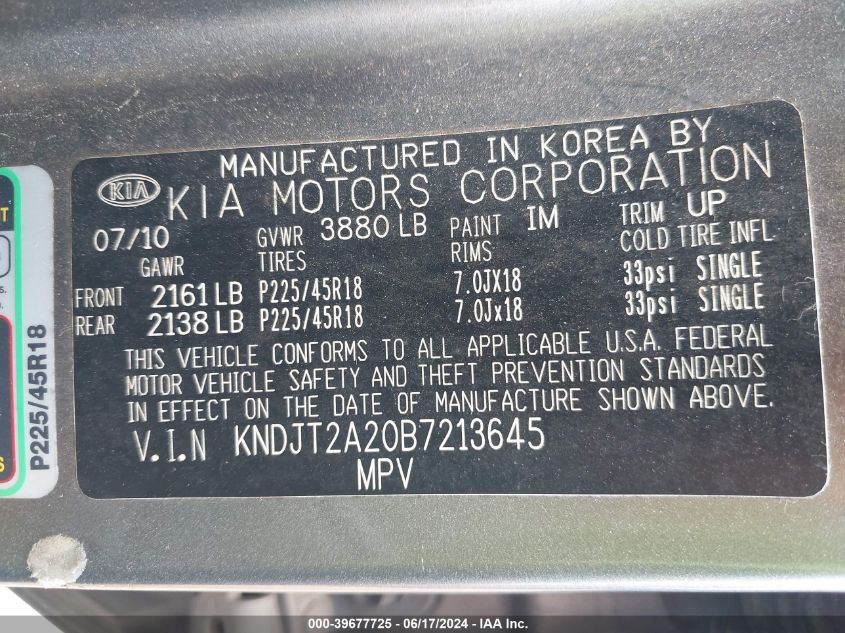 MANUFACTURED IN KOREA BY
KIA KIA MOTORS CORPORATION
07/10 GVWR 3880 LB PAINT IM TRIM UP
GAWR TIRES RIMS COLD TIRE INFL
FRONT 2161 LB P225/45R18 7.0JX18 33psi SINGLE
REAR 2138 LB P225/45R18 7.0Jx18 33psi SINGLE
THIS VEHICLE CONFORMS TO ALL APPLICABLE U.S.A. FEDERAL
MOTOR VEHICLE SAFETY AND THEFT PREVENTION STANDARDS
IN EFFECT ON THE DATE OF MANUFACTURE SHOWN ABOVE.
V.I.N KNDJT2A20B7213645
MPV
P225/45R18
000-39677725 - 06/17/2024 - IAA Inc.